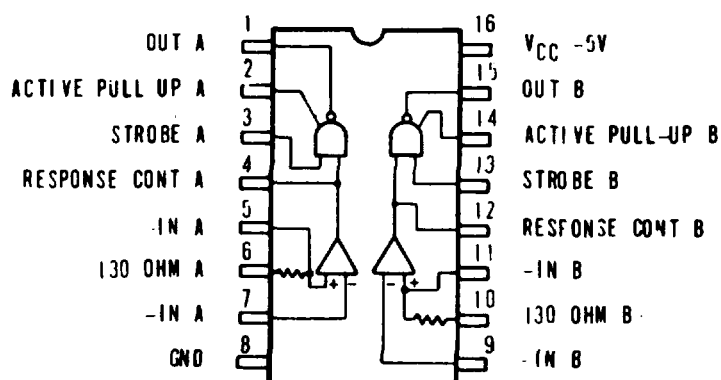 1
OUT A
2
ACTIVE PULL UP A
3
STROBE A
4
RESPONSE CONT A
5
-IN A
6
130 OHM A
7
-IN A
8
GND
+ -
16
VCC -5V
15
OUT B
14
ACTIVE PULL-UP B
13
STROBE B
12
RESFONSE CONT B
11
-IN B
10
130 OHM B
9
-IN B
- +